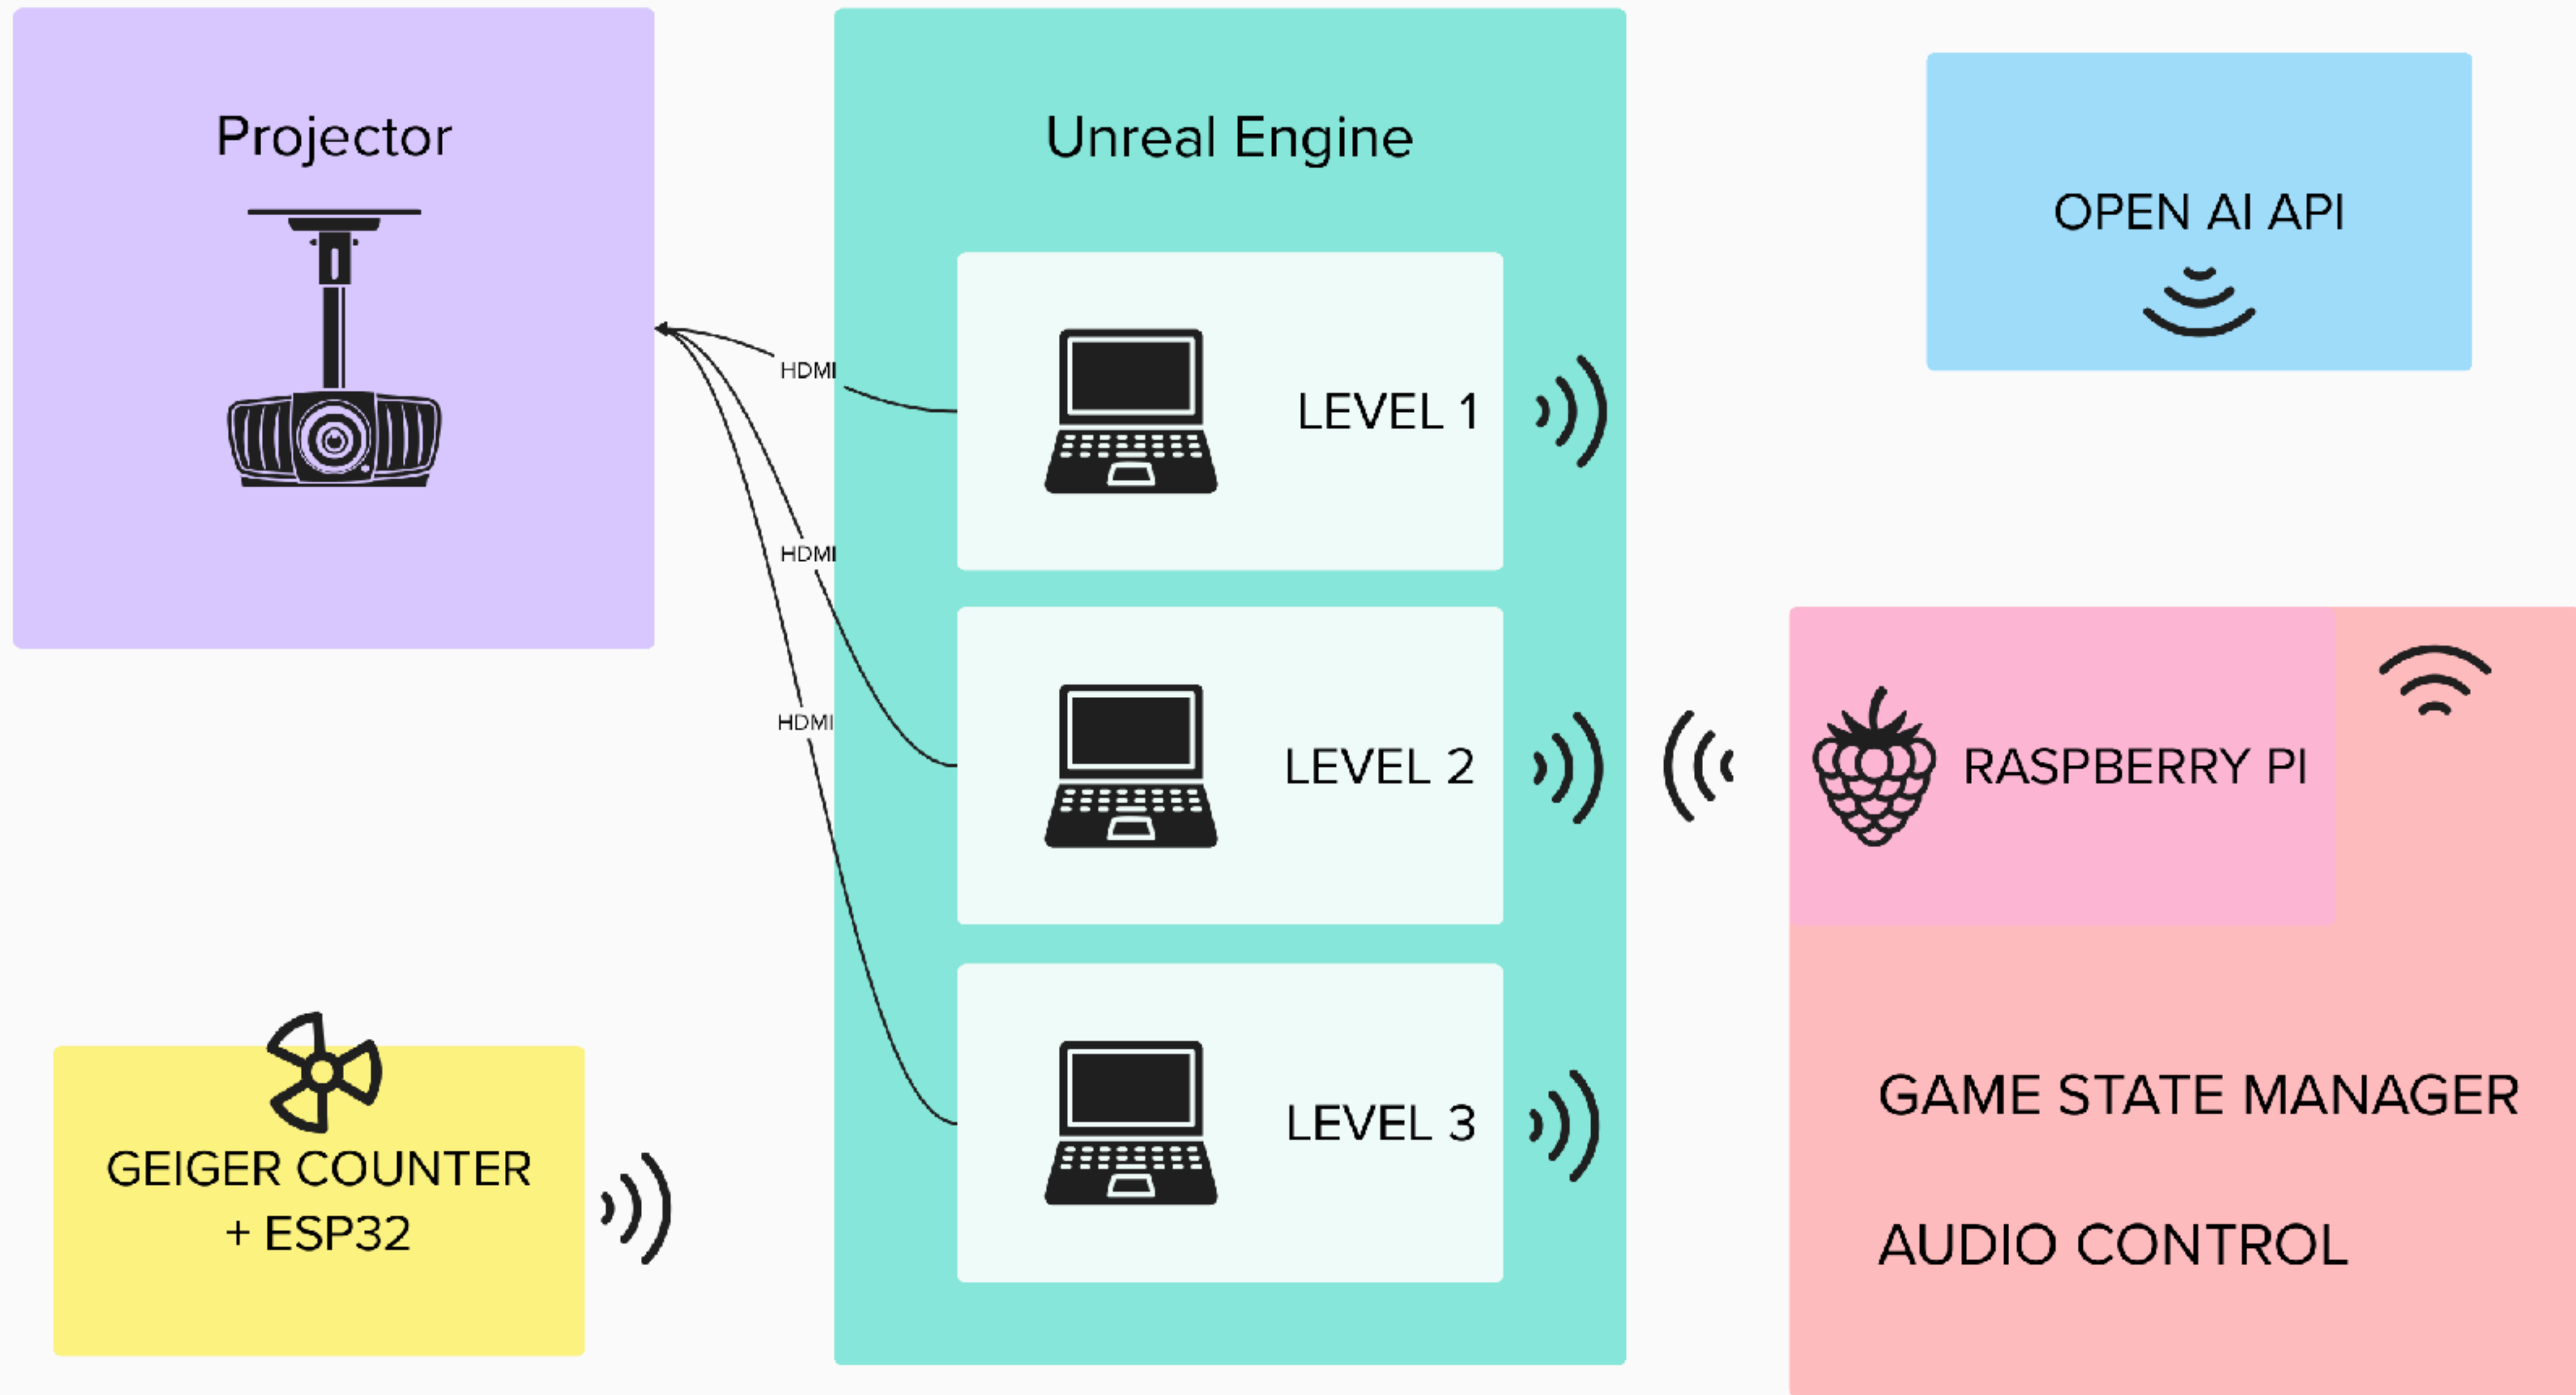 Projector
Unreal Engine
OPEN AI API
HDMI
LEVEL 1
HDMI
HDMI
LEVEL 2
RASPBERRY PI
LEVEL 3
GAME STATE MANAGER
AUDIO CONTROL
GEIGER COUNTER
+ ESP32